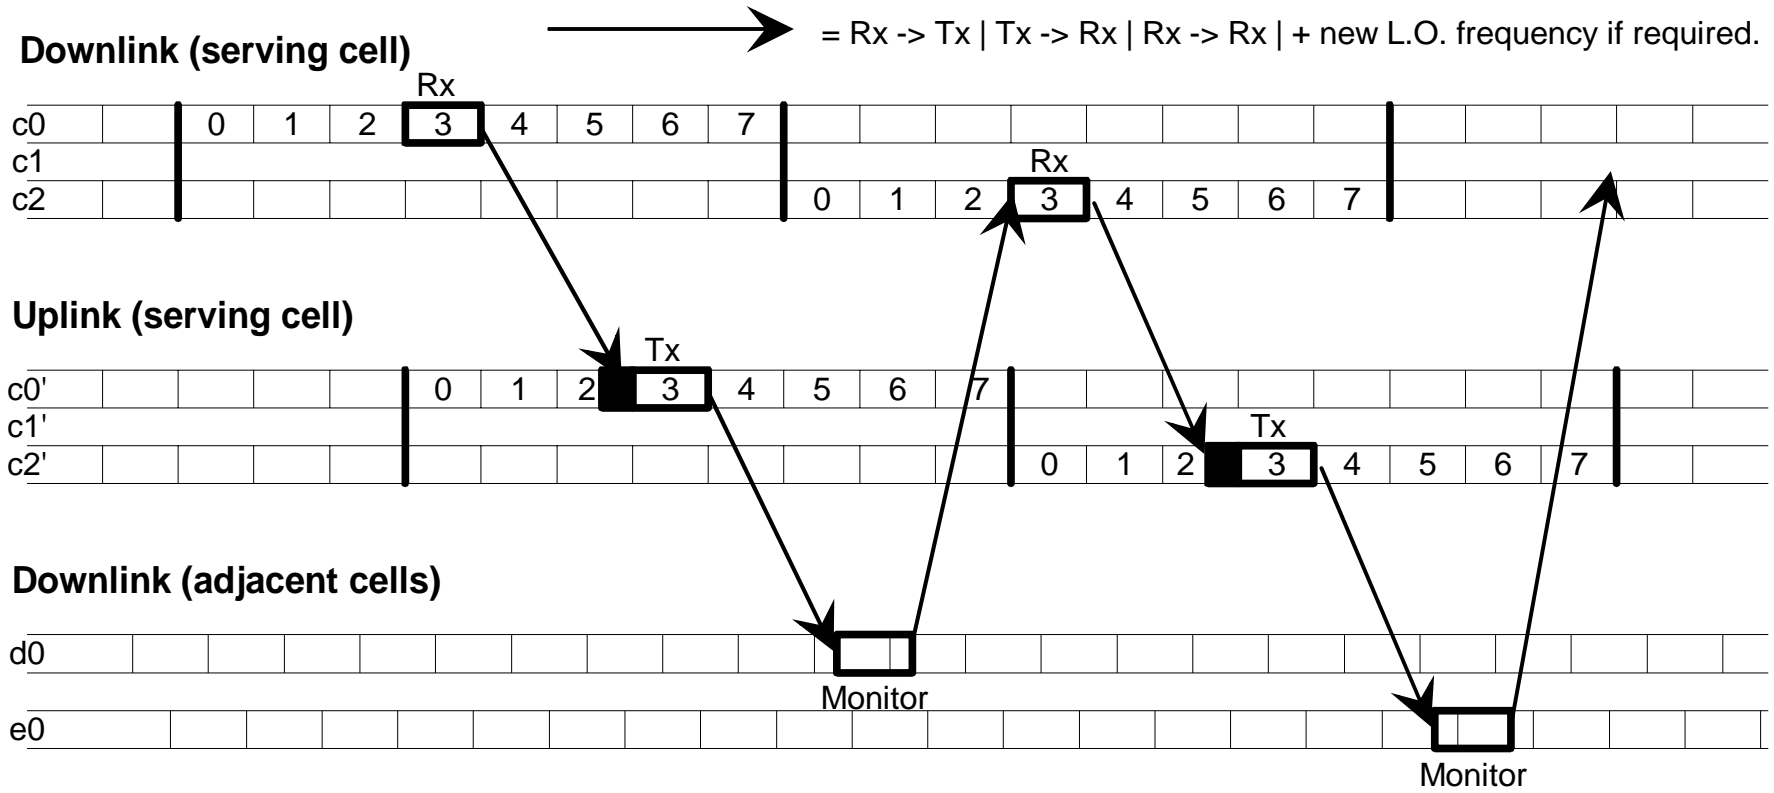 = Rx -> Tx | Tx -> Rx | Rx -> Rx | + new L.O. frequency if required.
Downlink (serving cell)
Rx
c0 0 1 2 3 4 5 6 7
c1 Rx
c2 0 1 2 3 4 5 6 7
Uplink (serving cell)
Tx
c0' 0 1 2 3 4 5 6 7
c1' Tx
c2' 0 1 2 3 4 5 6 7
Downlink (adjacent cells)
d0
Monitor
e0
Monitor